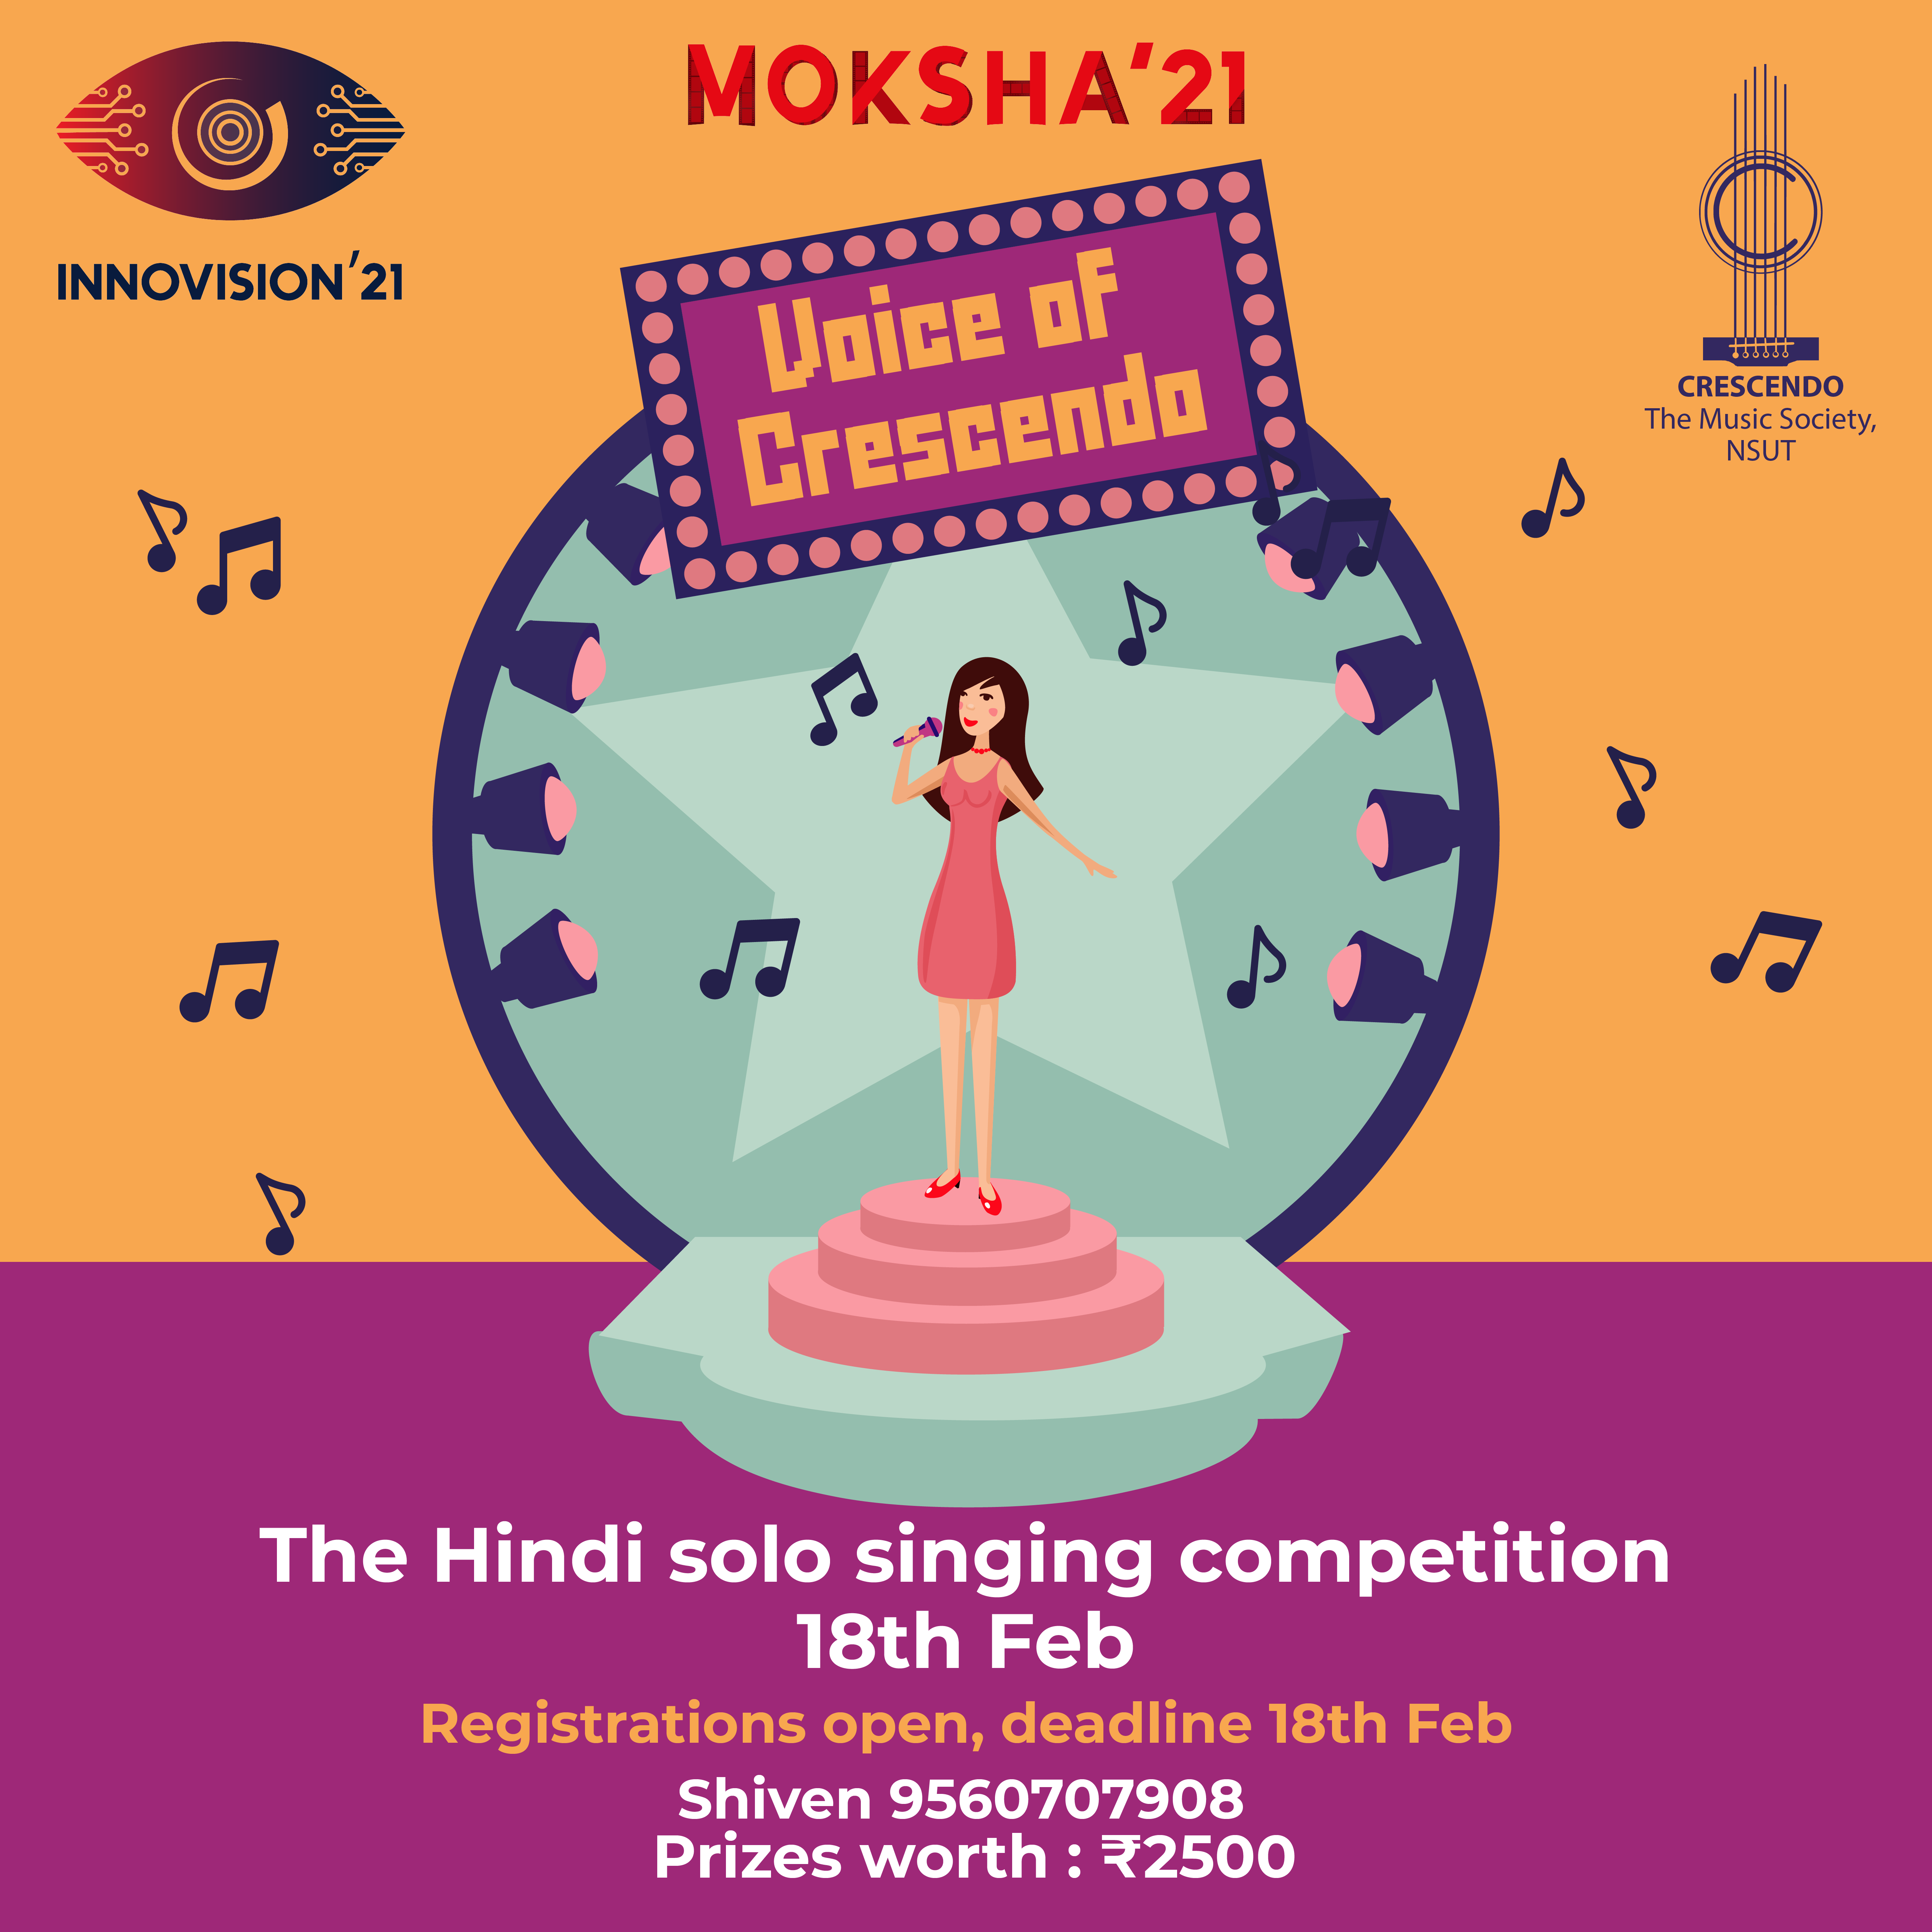 MOKSHA'21
INNOVISION'21
CRESCENDO
The Music Society,
NSUT
Voice of
Crescendo
The Hindi solo singing competition
18th Feb
Registrations open, deadline 18th Feb
Shiven 9560707908
Prizes worth : ₹2500